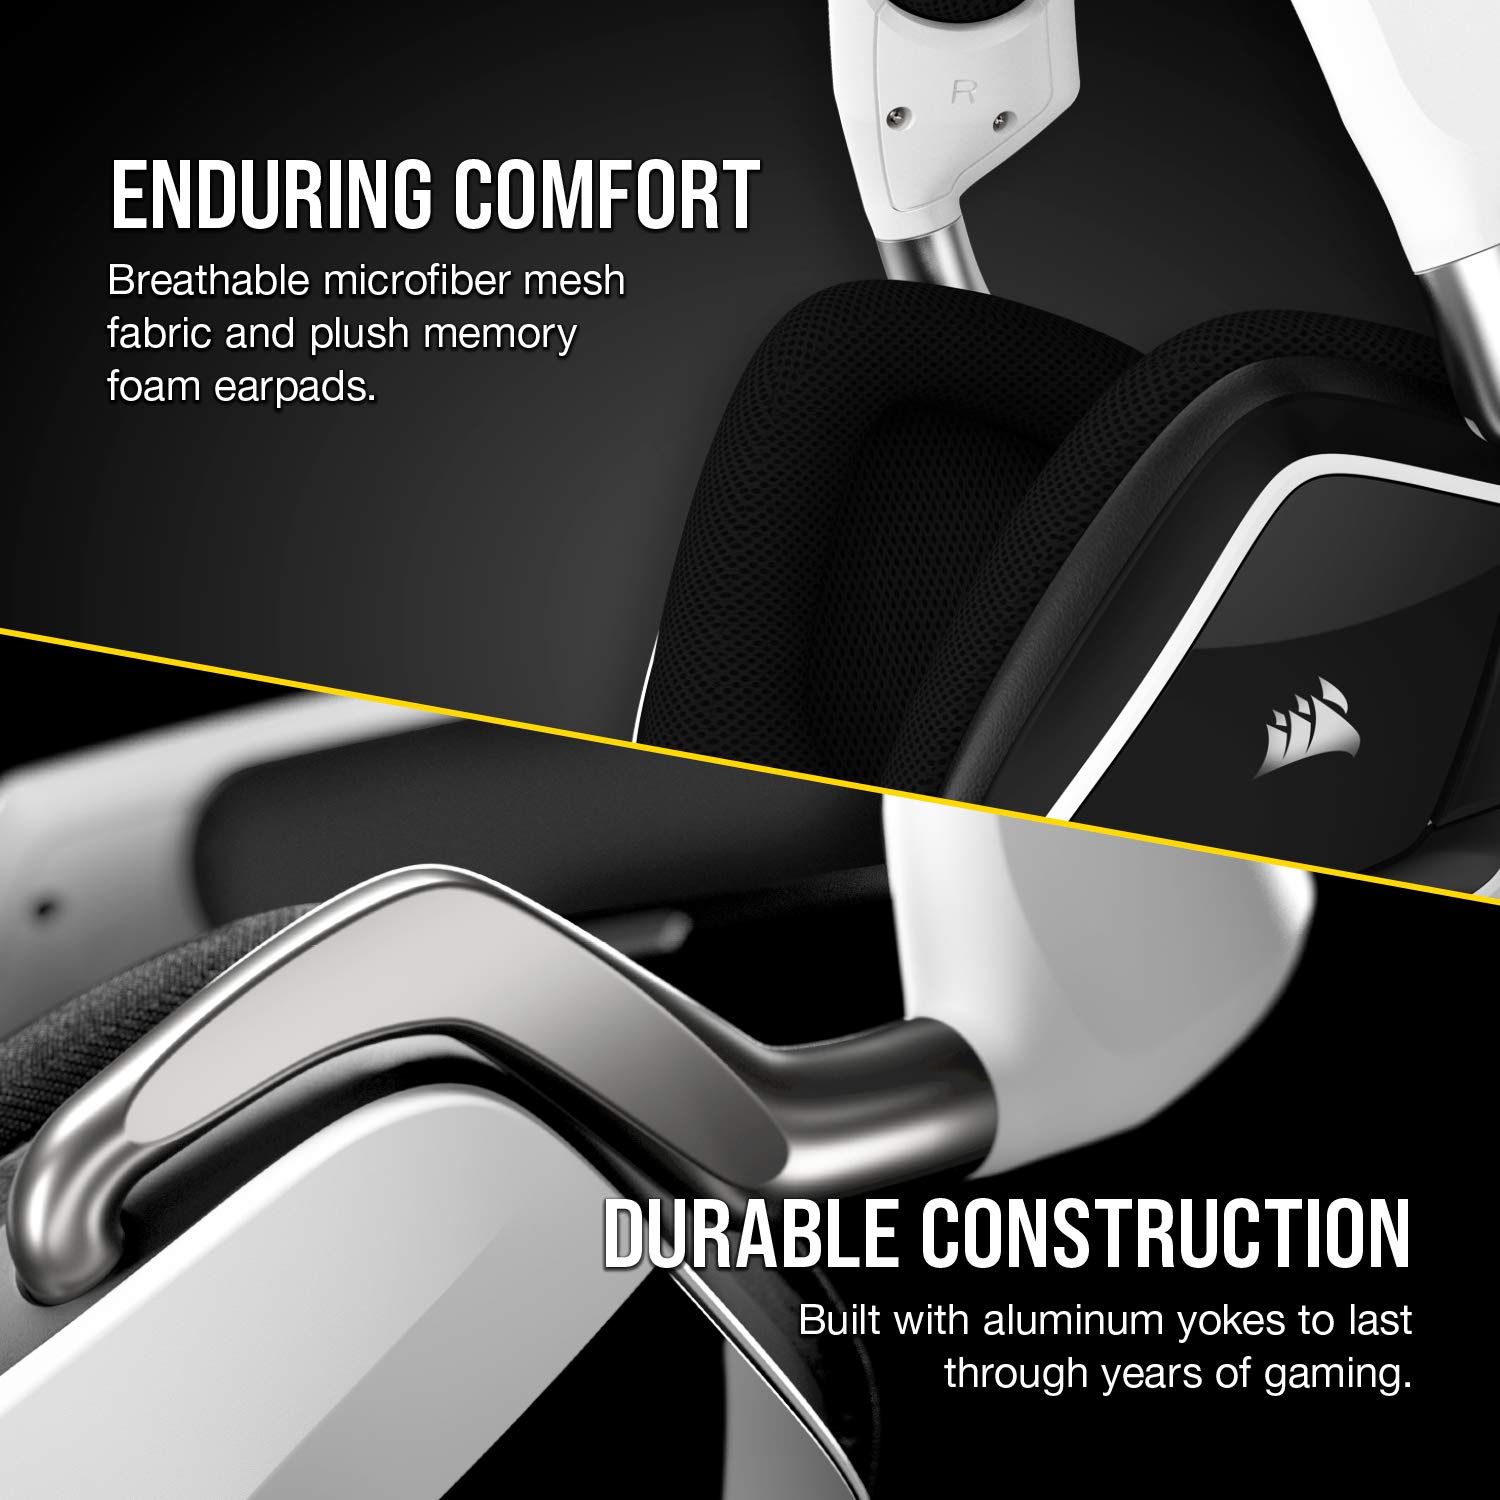 R
ENDURING COMFORT
Breathable microfiber mesh
fabric and plush memory
foam earpads.
DURABLE CONSTRUCTION
Built with aluminum yokes to last
through years of gaming.